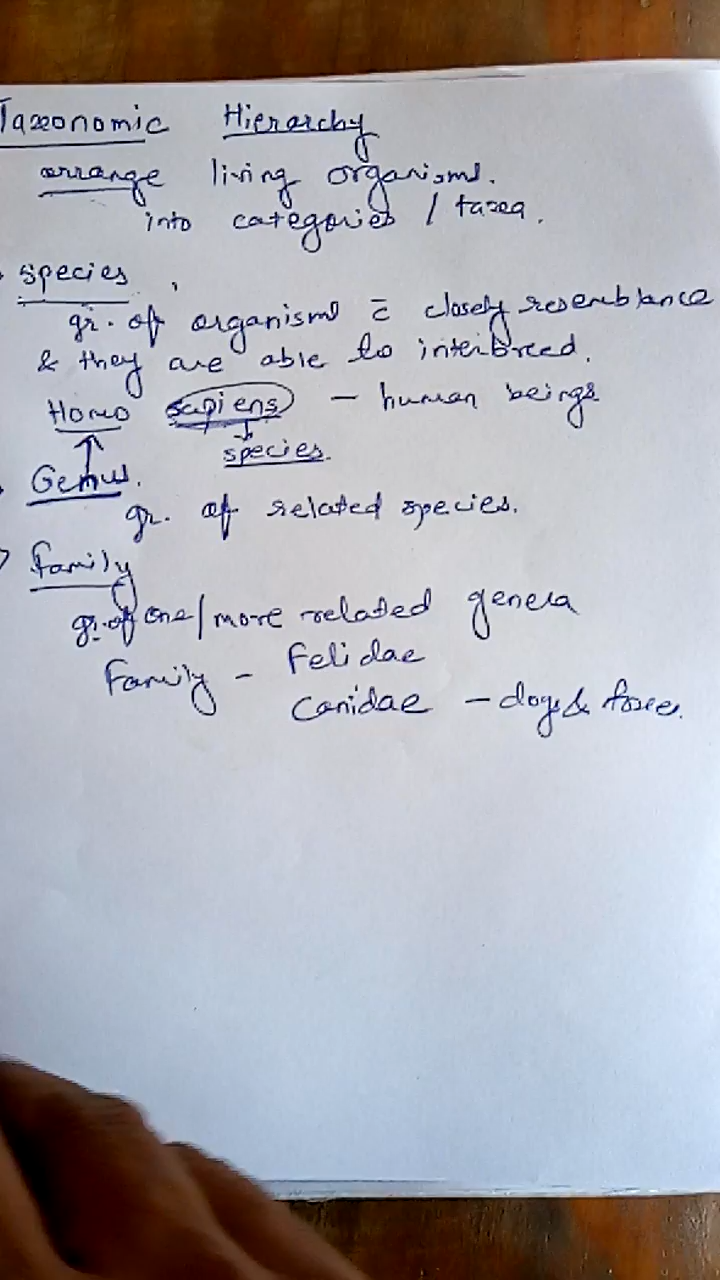 Taxonomic Hierarchy
arrange living organisms.
into categories / taxa.
Species,
gr. of organisms c̄ closely resemblance
& they are able to interbreed.
Homo sapiens – human beings
species.
Genus.
gr. of related species.
Family
gr. of one/more related genera
Family – Felidae
Canidae – dogs & foxes.